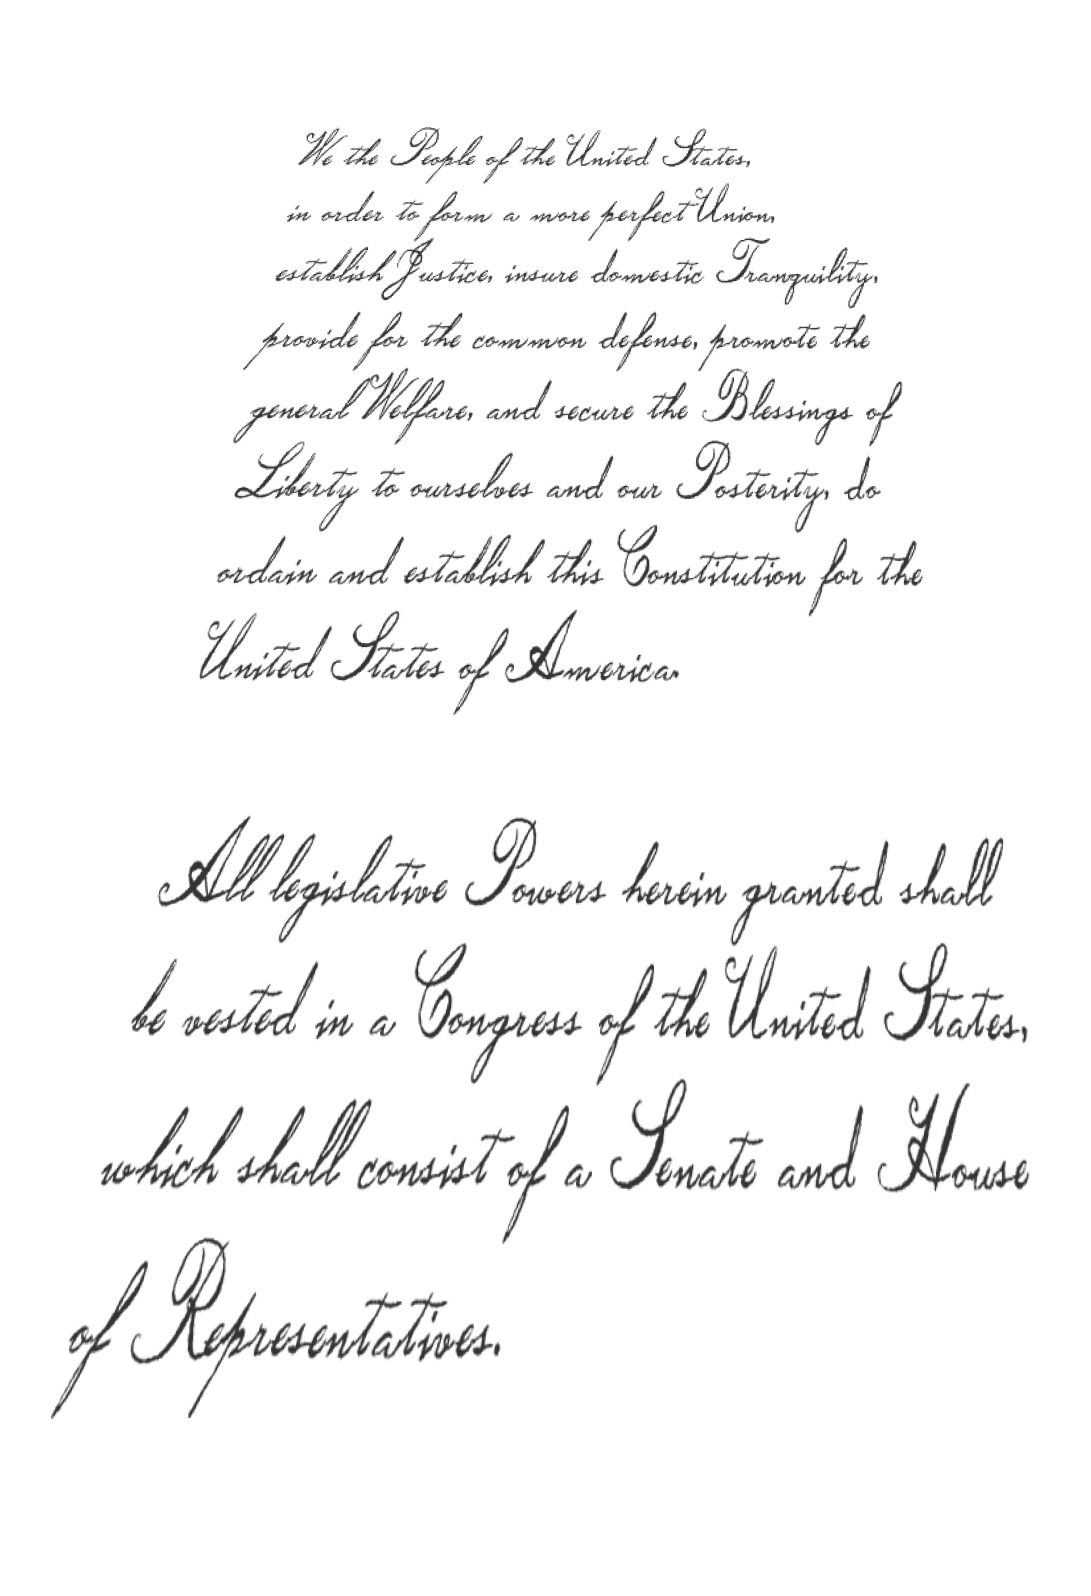 We the People of the United States,
in order to form a more perfect Union,
establish Justice, insure domestic Tranquility,
provide for the common defense, promote the
general Welfare, and secure the Blessings of
Liberty to ourselves and our Posterity, do
ordain and establish this Constitution for the
United States of America.
All legislative Powers herein granted shall
be vested in a Congress of the United States,
which shall consist of a Senate and House
of Representatives.